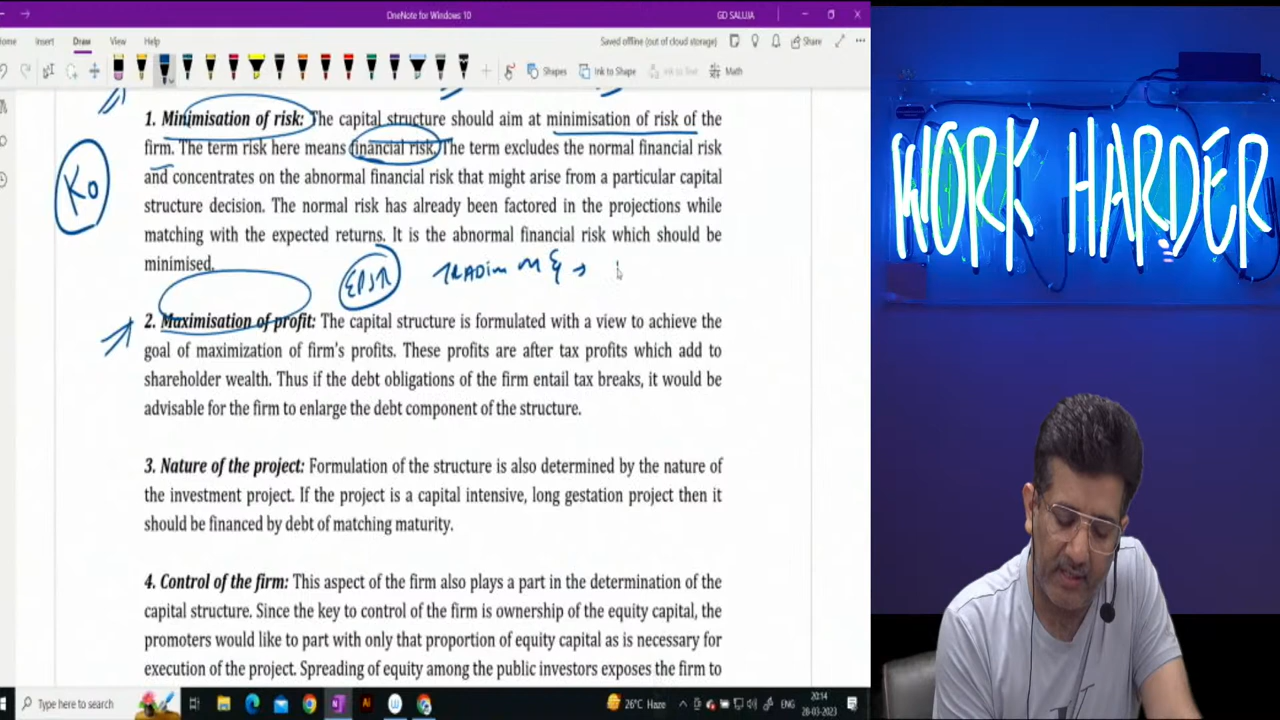 OneNote for Windows 10
GD SALUJA
Home Insert Draw View Help
Saved offline (out of cloud storage)
Share
Shapes
Ink to Shape
Ink to Text
Math
1. Minimisation of risk: The capital structure should aim at minimisation of risk of the
firm. The term risk here means financial risk. The term excludes the normal financial risk
and concentrates on the abnormal financial risk that might arise from a particular capital
structure decision. The normal risk has already been factored in the projections while
matching with the expected returns. It is the abnormal financial risk which should be
minimised.
Ko
EPS↑
2. Maximisation of profit: The capital structure is formulated with a view to achieve the
goal of maximization of firm's profits. These profits are after tax profits which add to
shareholder wealth. Thus if the debt obligations of the firm entail tax breaks, it would be
advisable for the firm to enlarge the debt component of the structure.
3. Nature of the project: Formulation of the structure is also determined by the nature of
the investment project. If the project is a capital intensive, long gestation project then it
should be financed by debt of matching maturity.
4. Control of the firm: This aspect of the firm also plays a part in the determination of the
capital structure. Since the key to control of the firm is ownership of the equity capital, the
promoters would like to part with only that proportion of equity capital as is necessary for
execution of the project. Spreading of equity among the public investors exposes the firm to
WORK HARDER
Type here to search
26°C Haze
ENG
20:14
28-03-2023